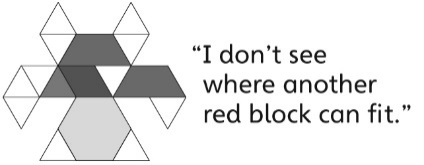 “I don’t see
where another
red block can fit.”